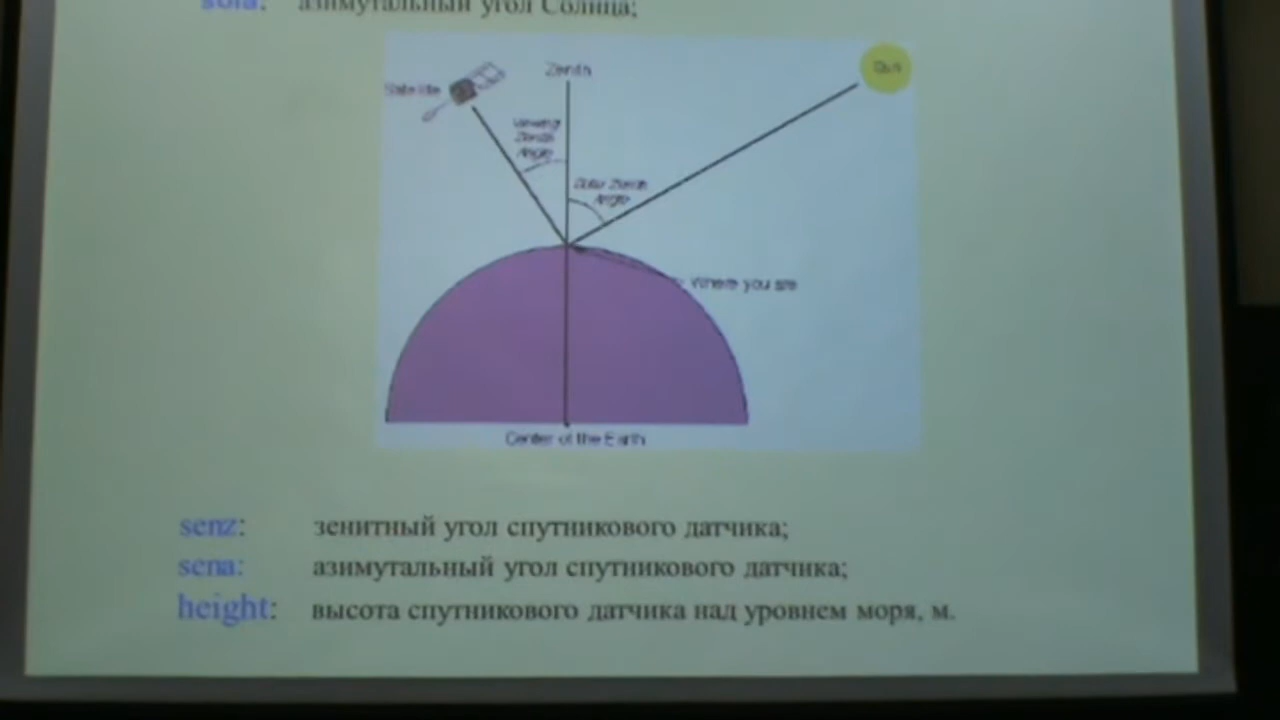 sola: азимутальный угол Солнца;
Zenith
Sun
Satellite
Viewing
Zenith
Angle
Solar Zenith
Angle
Where you are
Center of the Earth
senz: зенитный угол спутникового датчика;
sena: азимутальный угол спутникового датчика;
height: высота спутникового датчика над уровнем моря, м.